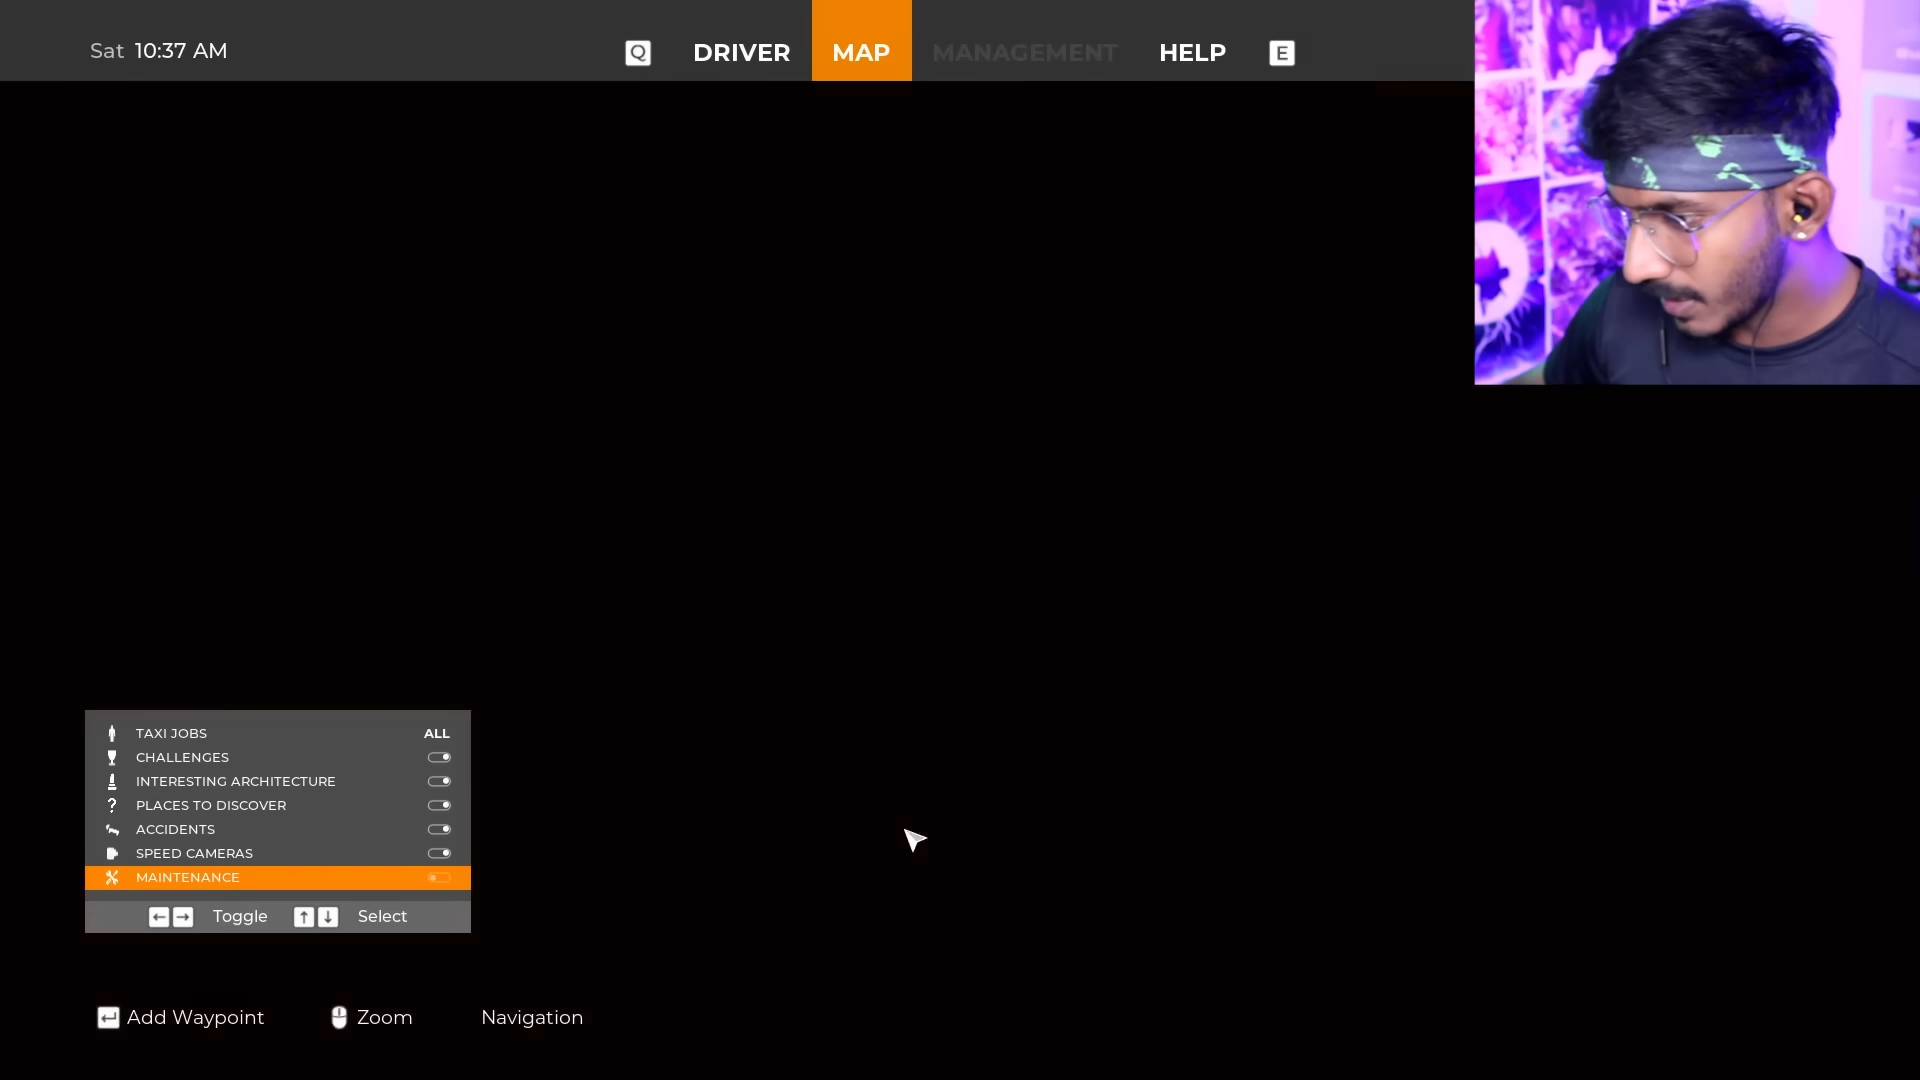 Sat 10:37 AM
Q DRIVER MAP MANAGEMENT HELP E
TAXI JOBS ALL
CHALLENGES
INTERESTING ARCHITECTURE
? PLACES TO DISCOVER
ACCIDENTS
SPEED CAMERAS
MAINTENANCE
← → Toggle ↑ ↓ Select
↵ Add Waypoint Zoom Navigation